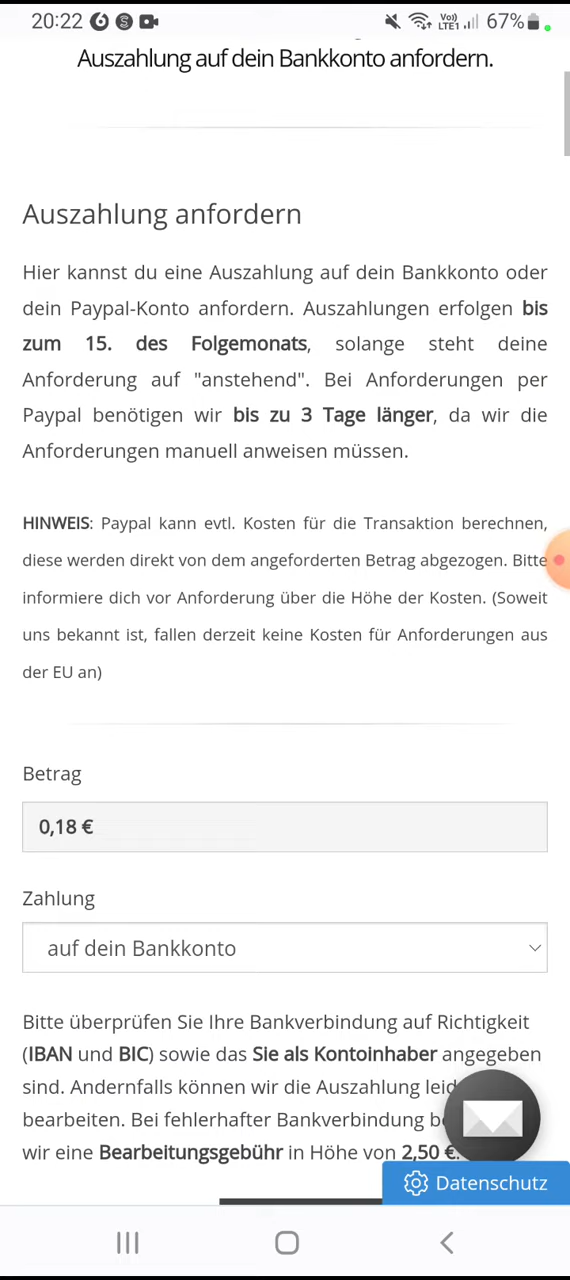 20:22
Vo)) LTE1 67%
Auszahlung auf dein Bankkonto anfordern.
Auszahlung anfordern
Hier kannst du eine Auszahlung auf dein Bankkonto oder
dein Paypal-Konto anfordern. Auszahlungen erfolgen bis
zum 15. des Folgemonats, solange steht deine
Anforderung auf "anstehend". Bei Anforderungen per
Paypal benötigen wir bis zu 3 Tage länger, da wir die
Anforderungen manuell anweisen müssen.
HINWEIS: Paypal kann evtl. Kosten für die Transaktion berechnen,
diese werden direkt von dem angeforderten Betrag abgezogen. Bitte
informiere dich vor Anforderung über die Höhe der Kosten. (Soweit
uns bekannt ist, fallen derzeit keine Kosten für Anforderungen aus
der EU an)
Betrag
0,18 €
Zahlung
auf dein Bankkonto
Bitte überprüfen Sie Ihre Bankverbindung auf Richtigkeit
(IBAN und BIC) sowie das Sie als Kontoinhaber angegeben
sind. Andernfalls können wir die Auszahlung
bearbeiten. Bei fehlerhafter Bankverbindung
wir eine Bearbeitungsgebühr in Höhe von 2,50 €.
Datenschutz